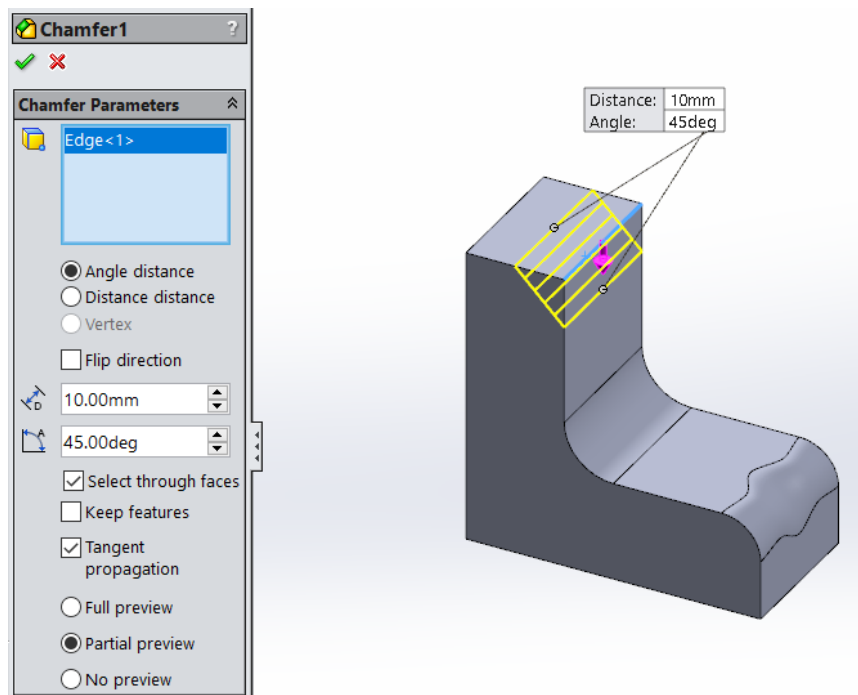 Chamfer1 ?
Chamfer Parameters
Edge<1>
Angle distance
Distance distance
Vertex
Flip direction
D
10.00mm
A
45.00deg
Select through faces
Keep features
Tangent
propagation
Full preview
Partial preview
No preview
Distance: 10mm
Angle: 45deg